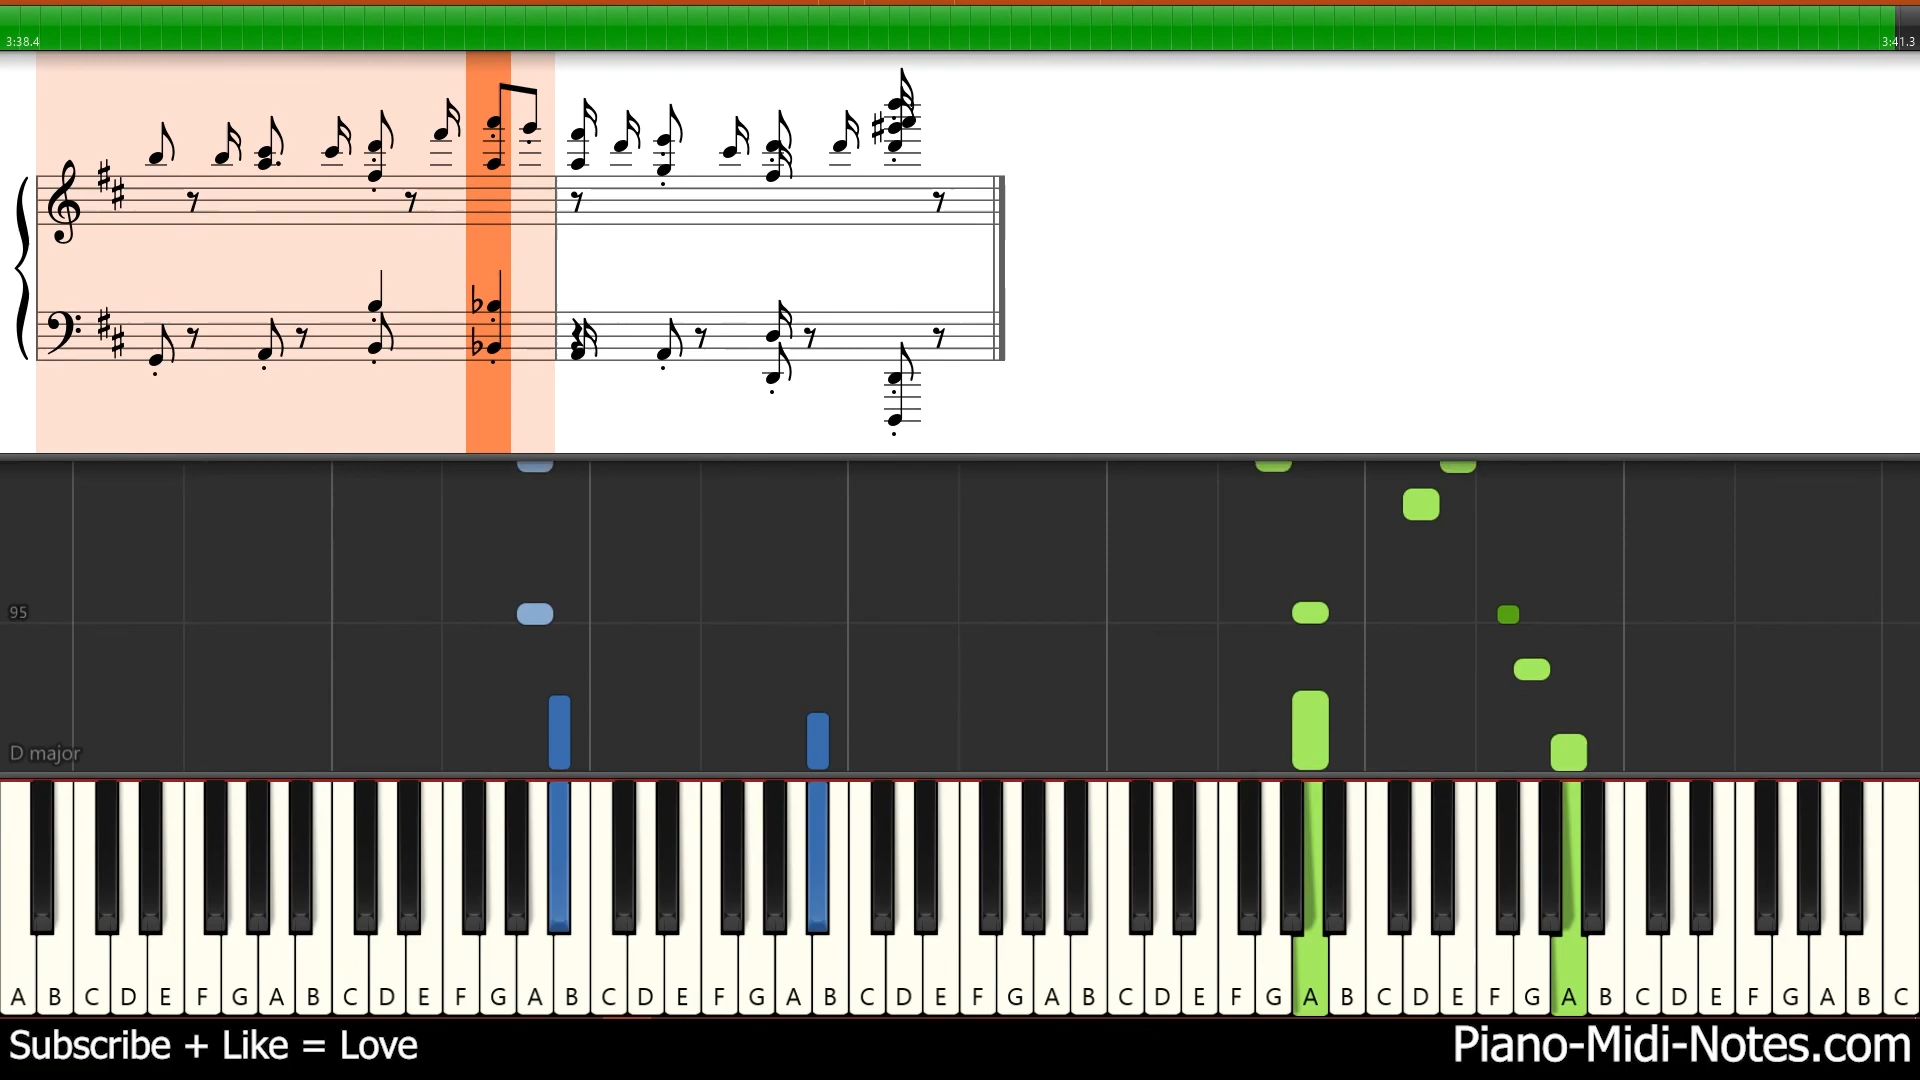 3:38.4
3:41.3
95
D major
A B C D E F G A B C D E F G A B C D E F G A B C D E F G A B C D E F G A B C D E F G A B C D E F G A B C
Subscribe + Like = Love
Piano-Midi-Notes.com